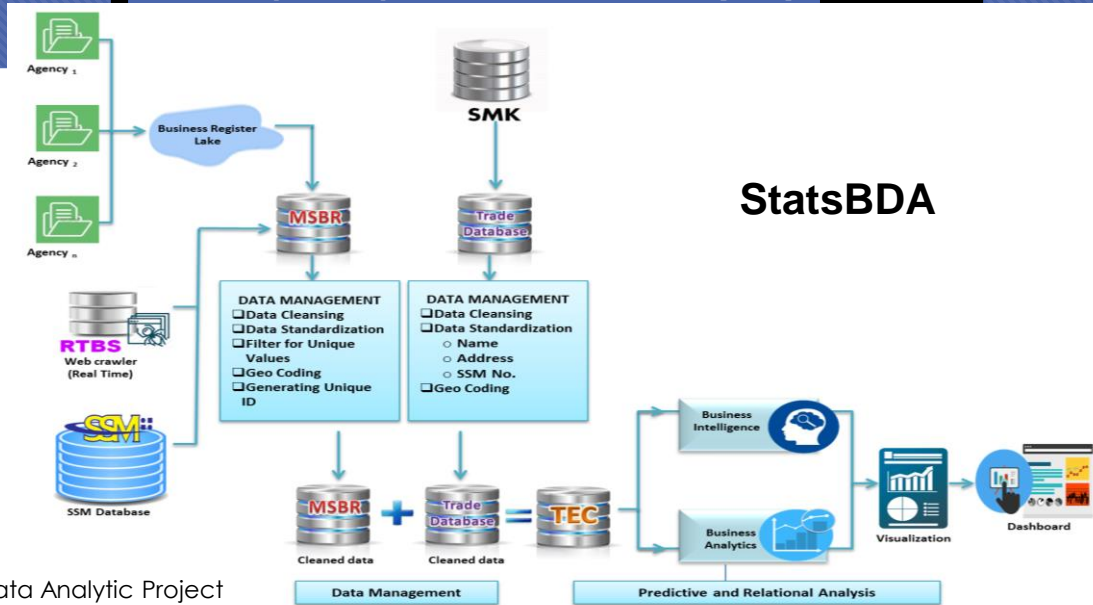 Agency 1
Agency 2
Agency n
Business Register
Lake
SMK
StatsBDA
MSBR
Trade
Database
RTBS
Web crawler
(Real Time)
SSM
SSM Database
DATA MANAGEMENT
❑Data Cleansing
❑Data Standardization
❑Filter for Unique
Values
❑Geo Coding
❑Generating Unique
ID
DATA MANAGEMENT
❑Data Cleansing
❑Data Standardization
o Name
o Address
o SSM No.
❑Geo Coding
MSBR
+
Trade
Database
=
TEC
Cleaned data
Cleaned data
Business
Intelligence
Business
Analytics
Visualization
Dashboard
ata Analytic Project
Data Management
Predictive and Relational Analysis